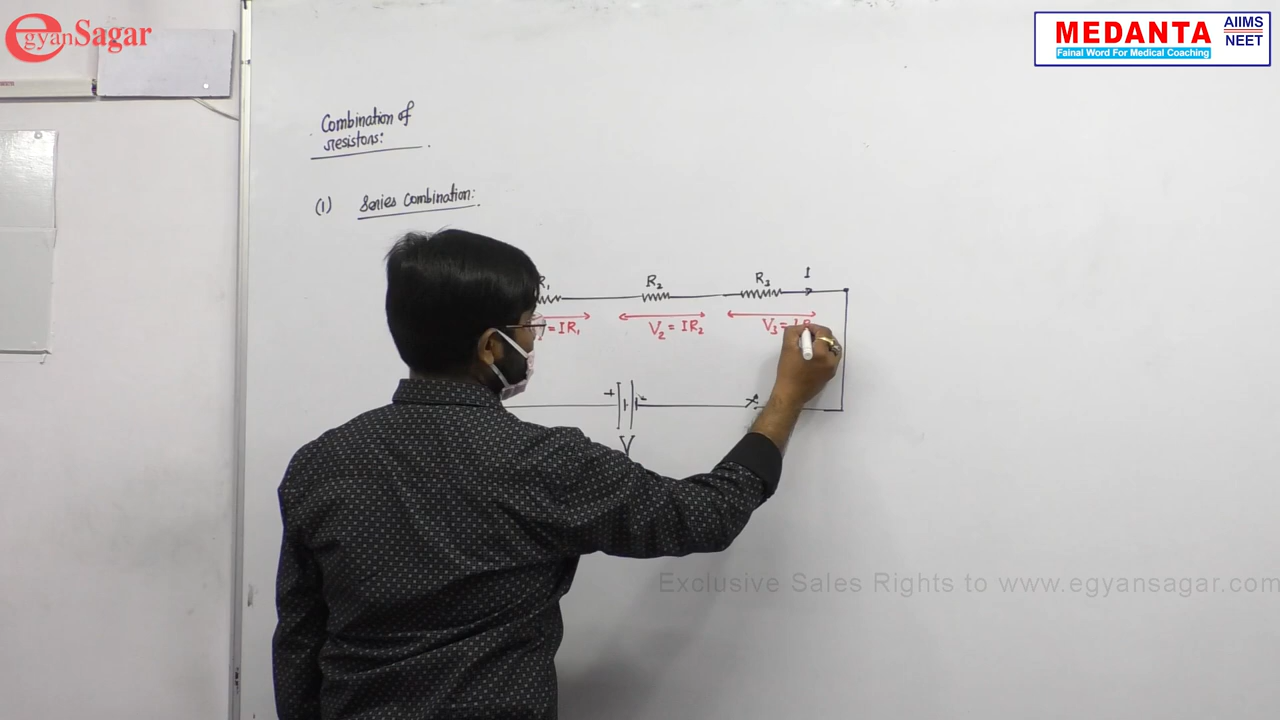 egyanSagar
MEDANTA
AIIMS
NEET
Fainal Word For Medical Coaching
Combination of
resistors:
(1) Series Combination:
R₁ R₂ R₃ I
= IR₁ V₂ = IR₂ V₃ = I
+
V
Exclusive Sales Rights to www.egyansagar.com